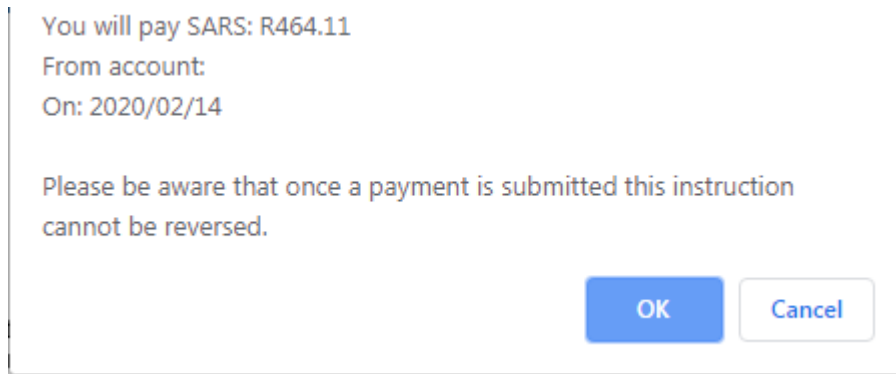 You will pay SARS: R464.11
From account:
On: 2020/02/14
Please be aware that once a payment is submitted this instruction
cannot be reversed.
OK
Cancel